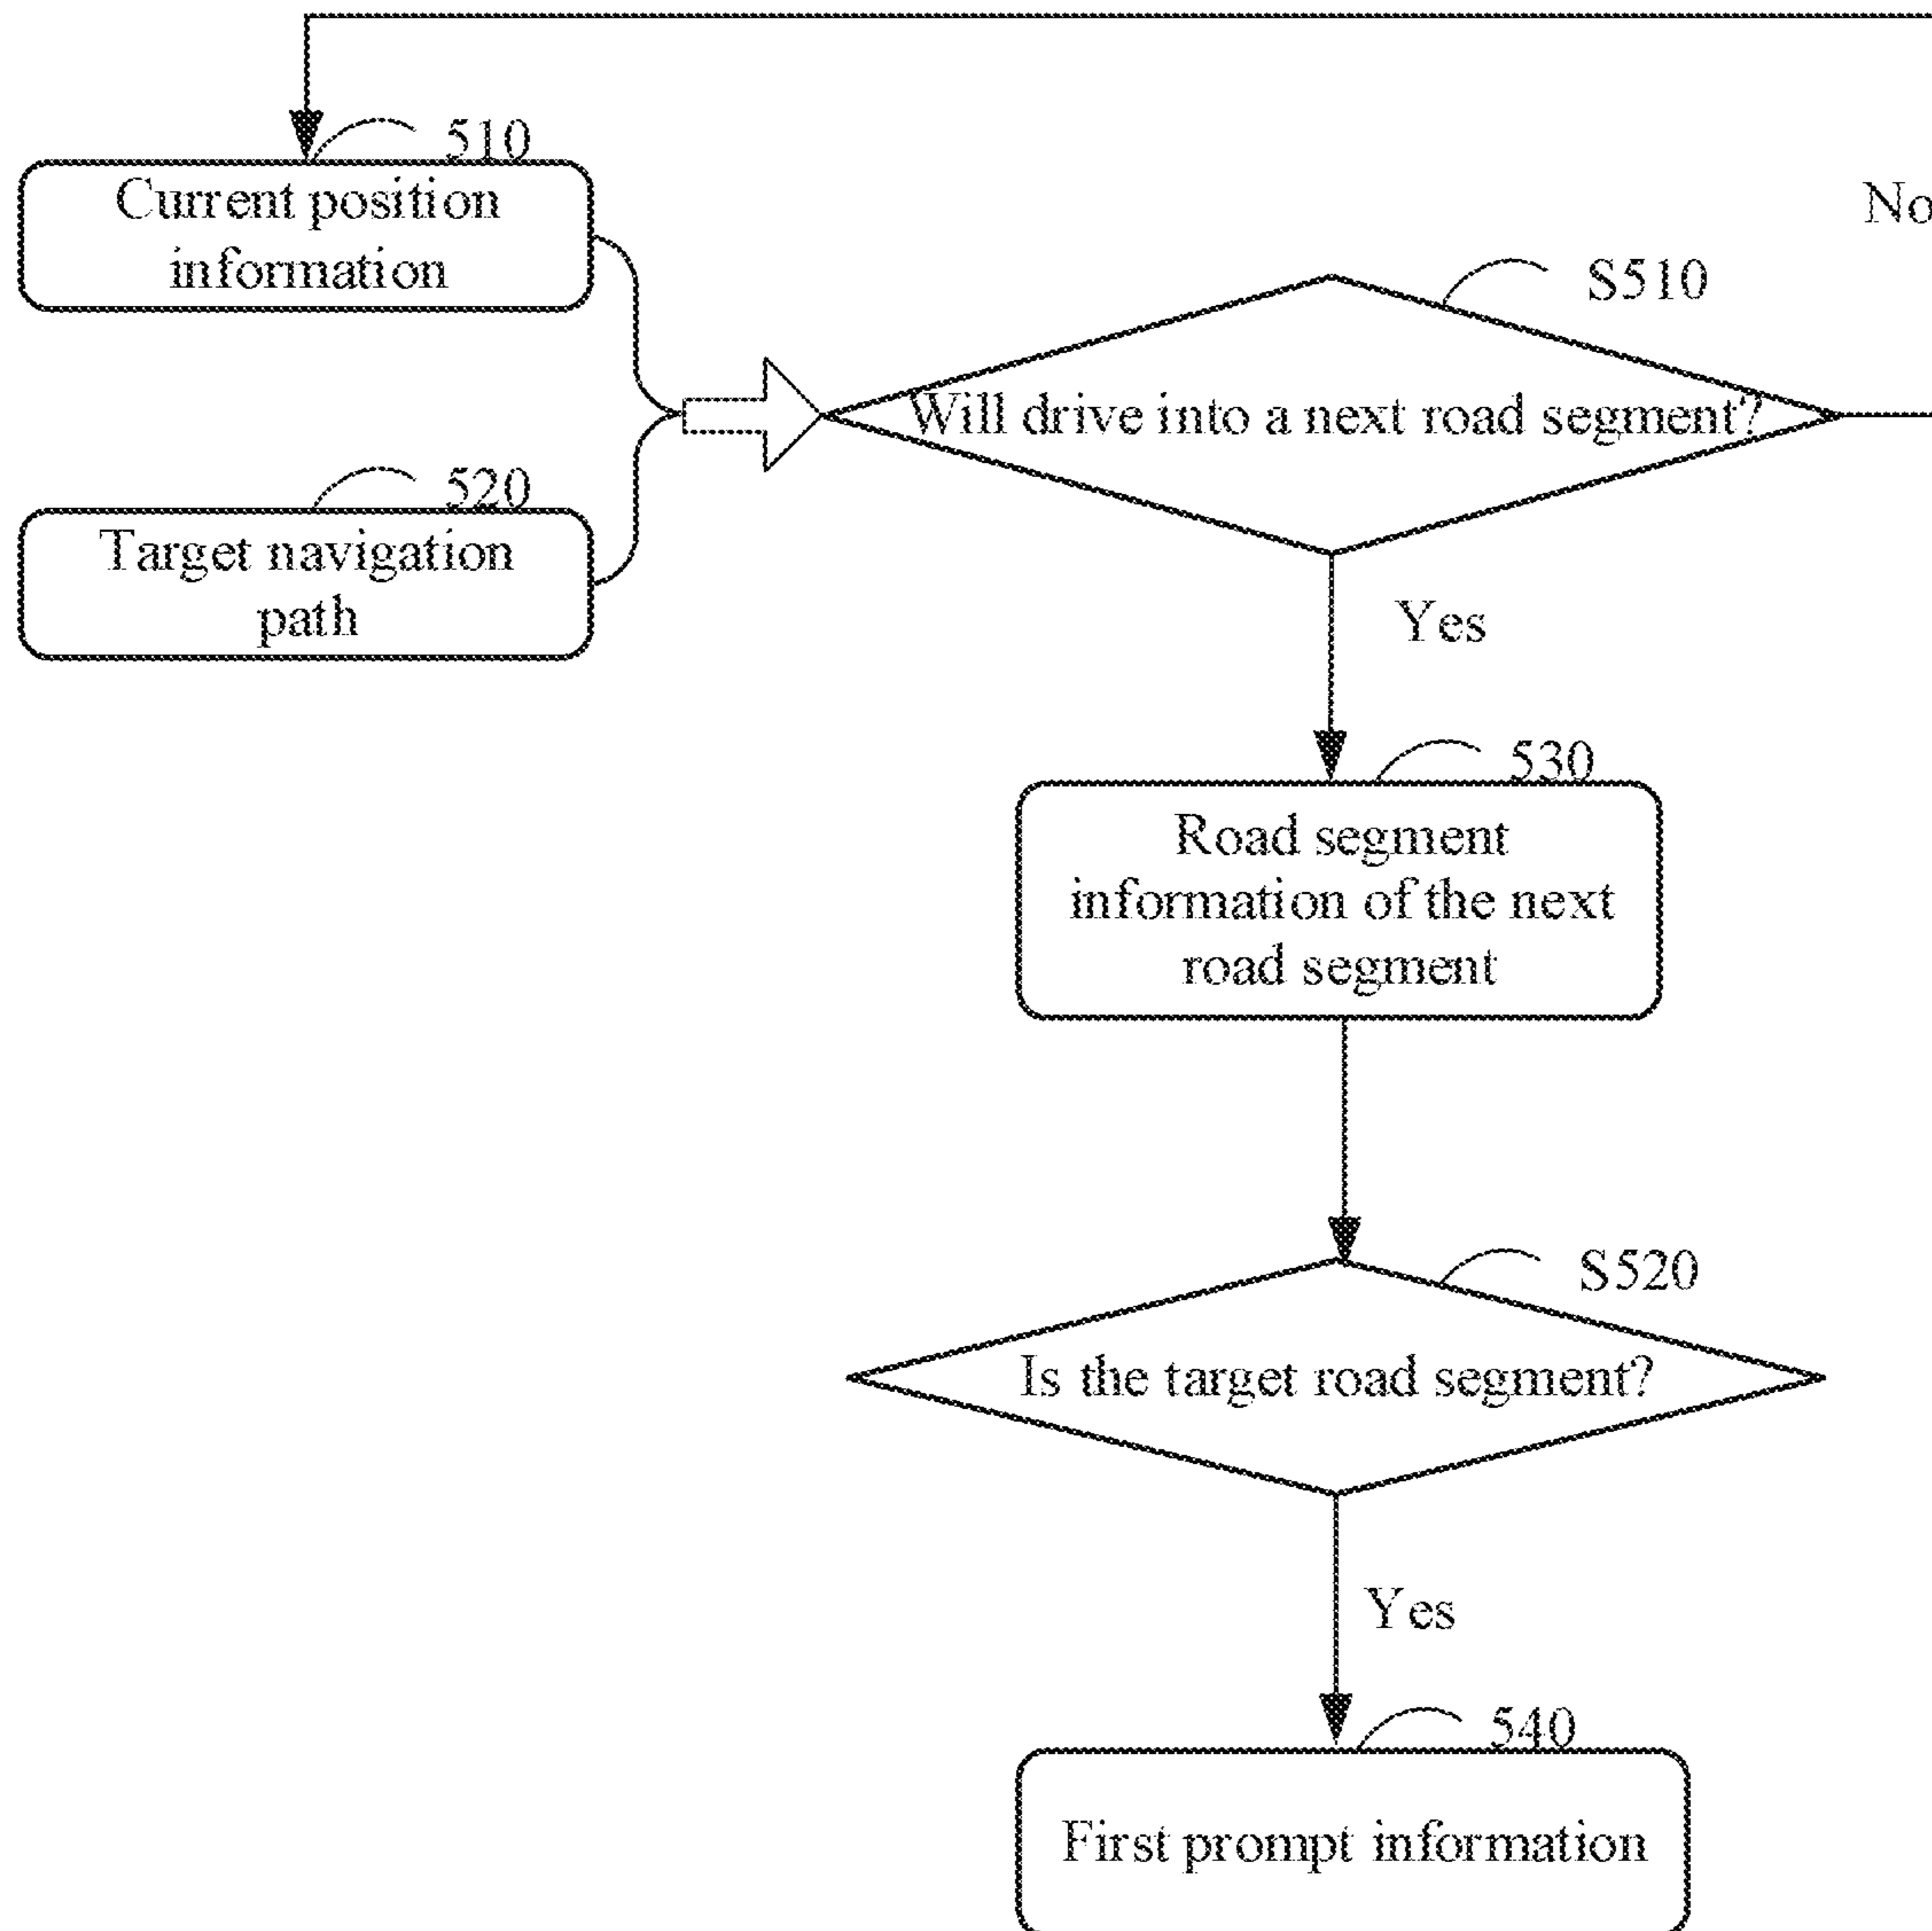 510
Current position
information
No
S510
Will drive into a next road segment?
520
Target navigation
path
Yes
530
Road segment
information of the next
road segment
S520
Is the target road segment?
Yes
540
First prompt information